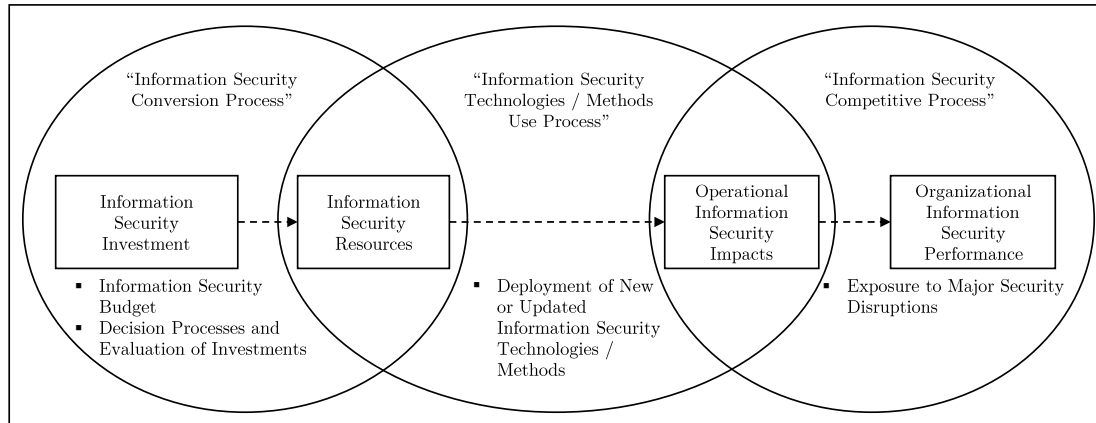 “Information Security
Conversion Process”
“Information Security
Technologies / Methods
Use Process”
“Information Security
Competitive Process”
Information
Security
Investment
Information
Security
Resources
Operational
Information
Security
Impacts
Organizational
Information
Security
Performance
▪ Information Security
Budget
▪ Decision Processes and
Evaluation of Investments
▪ Deployment of New
or Updated
Information Security
Technologies /
Methods
▪ Exposure to Major Security
Disruptions